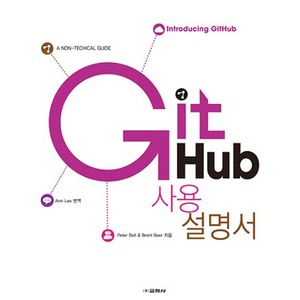 Introducing GitHub
A NON-TECHICAL GUIDE
Git
Hub
사용
설명서
Ann Lee 번역
Peter Bell & Brent Beer 지음
㈜교학사